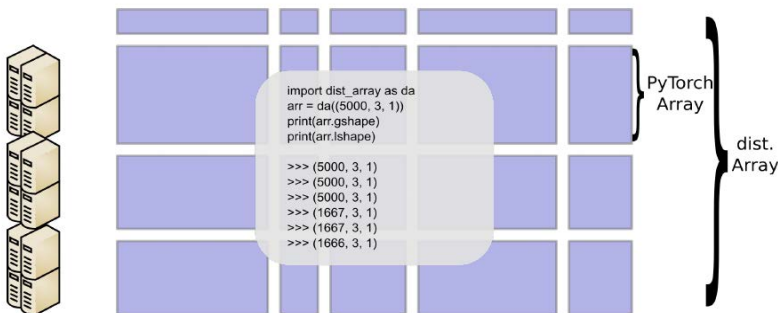 import dist_array as da
arr = da((5000, 3, 1))
print(arr.gshape)
print(arr.lshape)
>>> (5000, 3, 1)
>>> (5000, 3, 1)
>>> (5000, 3, 1)
>>> (1667, 3, 1)
>>> (1667, 3, 1)
>>> (1666, 3, 1)
PyTorch
Array
dist.
Array